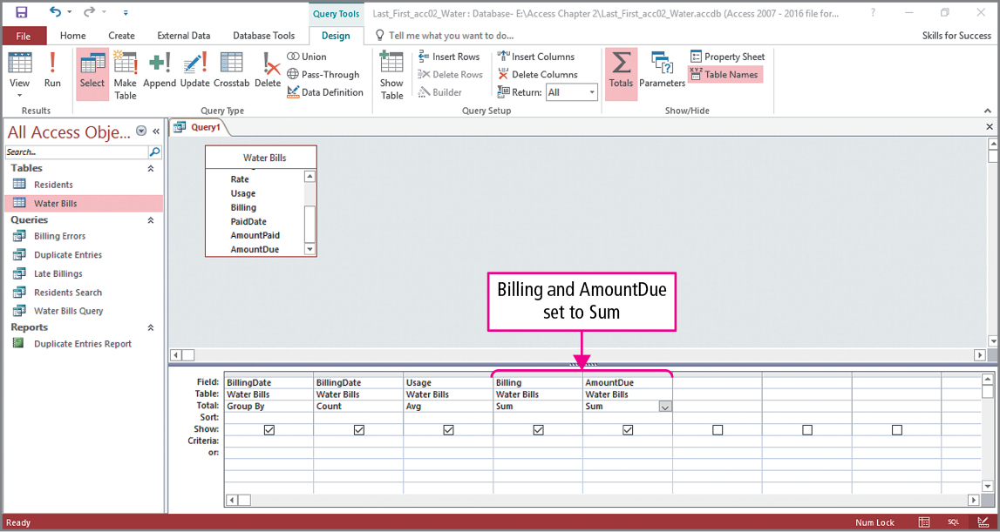 Query Tools
Last_First_acc02_Water : Database- E:\Access Chapter 2\Last_First_acc02_Water.accdb (Access 2007 - 2016 file for...
?
File
Home
Create
External Data
Database Tools
Design
Tell me what you want to do...
Skills for Success
View
Run
Select
Make Table
Append
Update
Crosstab
Delete
Union
Pass-Through
Data Definition
Show Table
Insert Rows
Delete Rows
Builder
Insert Columns
Delete Columns
Return: All
Totals
Parameters
Property Sheet
XYZ Table Names
Results
Query Type
Query Setup
Show/Hide
All Access Obje...
Search...
Tables
Residents
Water Bills
Queries
Billing Errors
Duplicate Entries
Late Billings
Residents Search
Water Bills Query
Reports
Duplicate Entries Report
Query1
Water Bills
Rate
Usage
Billing
PaidDate
AmountPaid
AmountDue
Billing and AmountDue
set to Sum
Field: BillingDate BillingDate Usage Billing AmountDue
Table: Water Bills Water Bills Water Bills Water Bills Water Bills
Total: Group By Count Avg Sum Sum
Sort:
Show:
Criteria:
or:
Ready
Num Lock
SQL